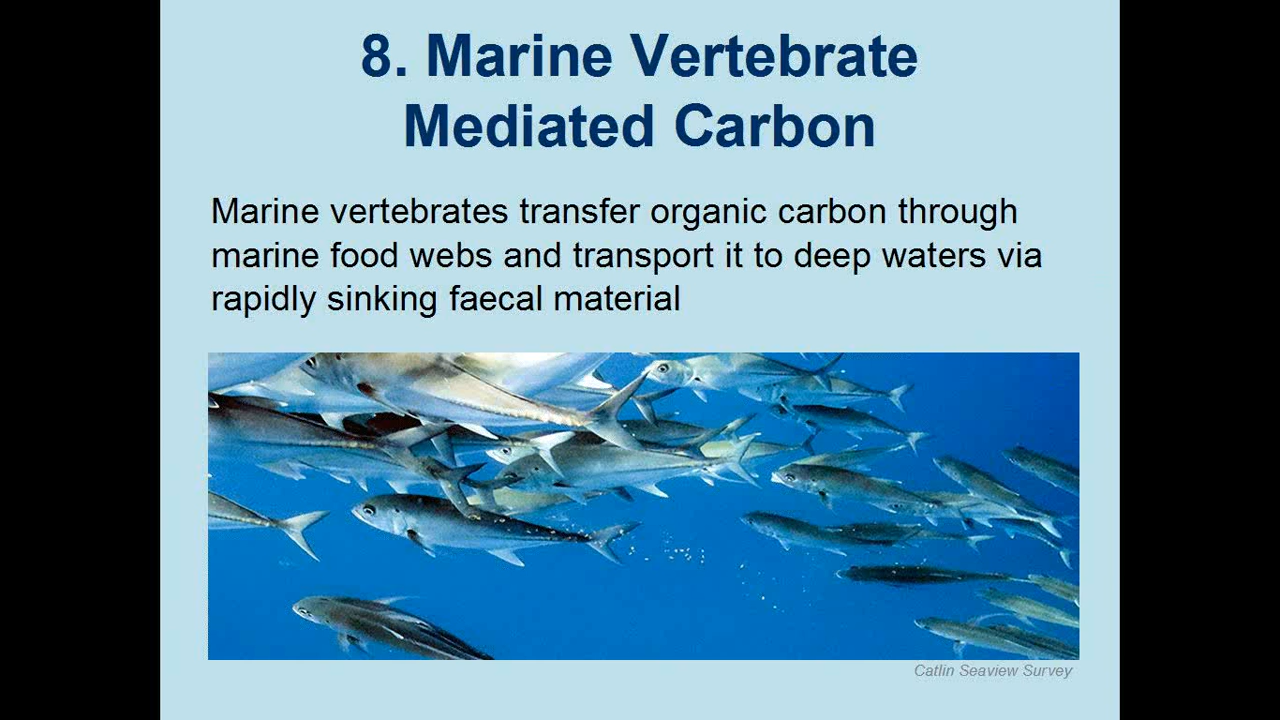 8. Marine Vertebrate
Mediated Carbon
Marine vertebrates transfer organic carbon through
marine food webs and transport it to deep waters via
rapidly sinking faecal material
Catlin Seaview Survey